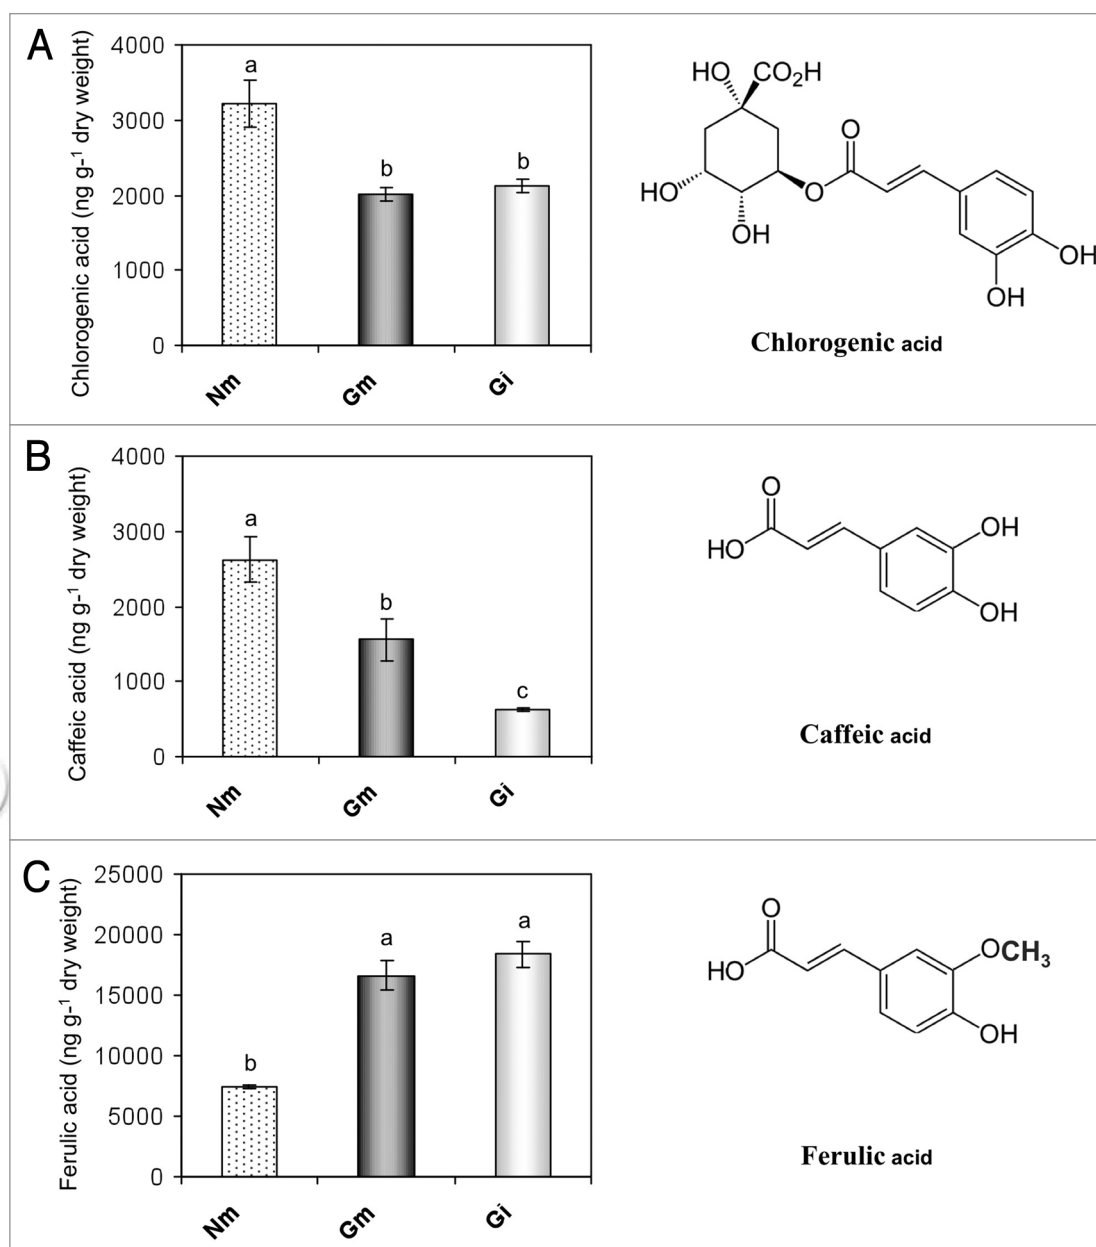 A
Chlorogenic acid (ng g-1 dry weight)
4000
3000
2000
1000
0
a
b
b
Nm
Gm
Gi
HO
CO2H
O
O
HO
OH
OH
OH
Chlorogenic acid
B
Caffeic acid (ng g-1 dry weight)
4000
3000
2000
1000
0
a
b
c
Nm
Gm
Gi
O
HO
OH
OH
Caffeic acid
C
Ferulic acid (ng g-1 dry weight)
25000
20000
15000
10000
5000
0
b
a
a
Nm
Gm
Gi
O
HO
OCH3
OH
Ferulic acid